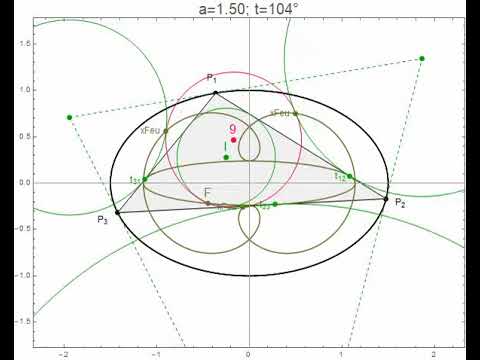 a=1.50; t=104°
P₁
xFeu
xFeu
9
I
t₃₁
t₁₂
F
t₂₃
P₂
P₃
1.5
1.0
0.5
0.0
-0.5
-1.0
-1.5
-2
-1
0
1
2